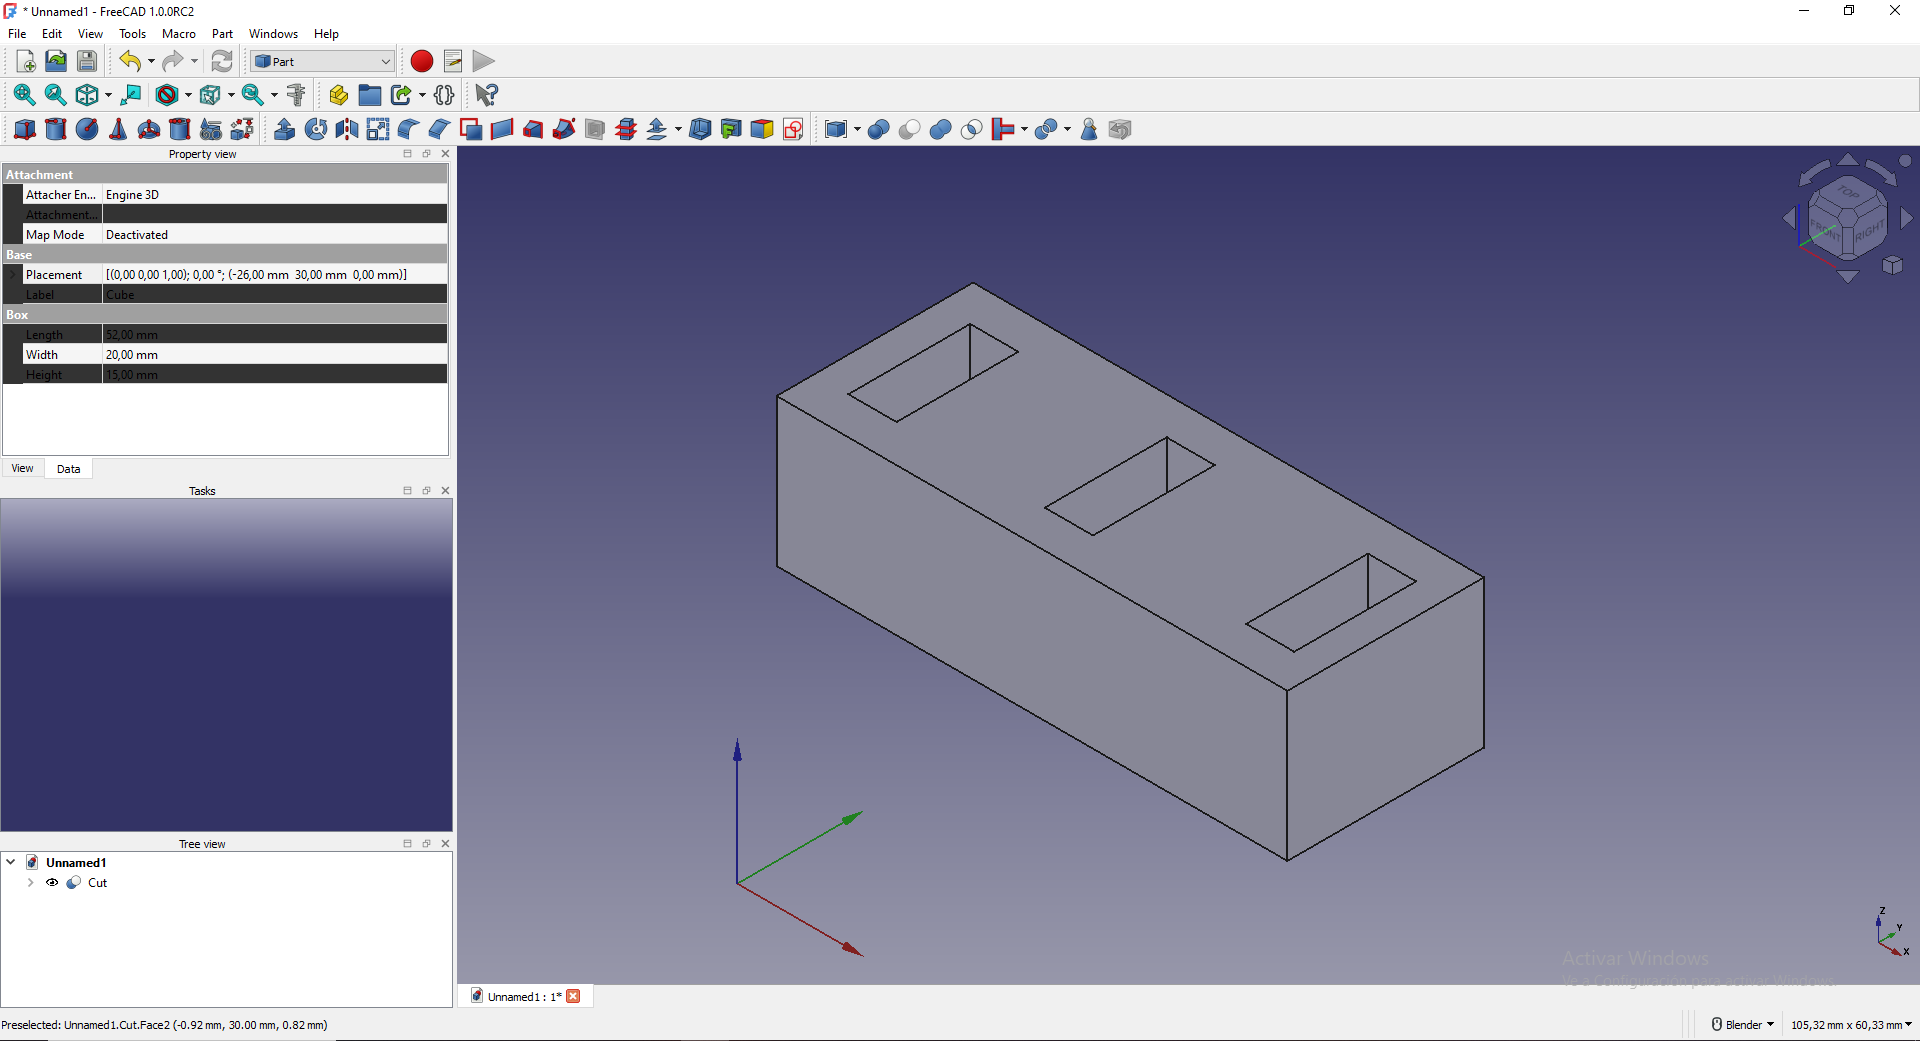 * Unnamed1 - FreeCAD 1.0.0RC2
File Edit View Tools Macro Part Windows Help
Part
Property view
Attachment
Attacher En... Engine 3D
Attachment...
Map Mode Deactivated
Base
Placement [(0,00 0,00 1,00); 0,00 °; (-26,00 mm 30,00 mm 0,00 mm)]
Label Cube
Box
Length 52,00 mm
Width 20,00 mm
Height 15,00 mm
View Data
Tasks
Tree view
Unnamed1
Cut
TOP
FRONT RIGHT
Z
Y
X
Activar Windows
Ve a Configuración para activar Windows.
Unnamed1 : 1*
Preselected: Unnamed1.Cut.Face2 (-0.92 mm, 30.00 mm, 0.82 mm)
Blender 105,32 mm x 60,33 mm